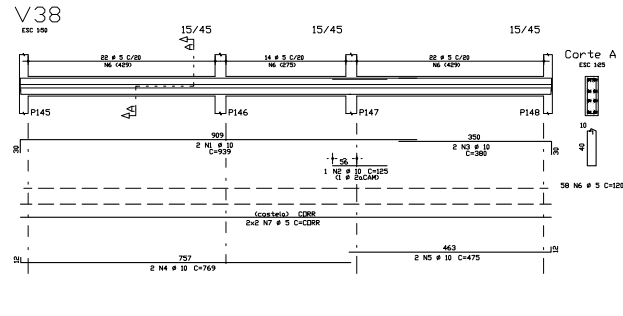 V38
ESC 1:50
15/45 15/45 15/45
22 ø 5 C/20 14 ø 5 C/20 22 ø 5 C/20
N6 (429) N6 (275) N6 (429)
Corte A
ESC 1:25
A
A
P145 P146 P147 P148
909
2 N1 ø 10
C=939
30
350
2 N3 ø 10
C=380
30
10
40
56
1 N2 ø 10 C=125
(1 ø 2aCAM)
58 N6 ø 5 C=120
(costela) CORR
2x2 N7 ø 5 C=CORR
12
757
2 N4 ø 10 C=769
463
2 N5 ø 10 C=475
12